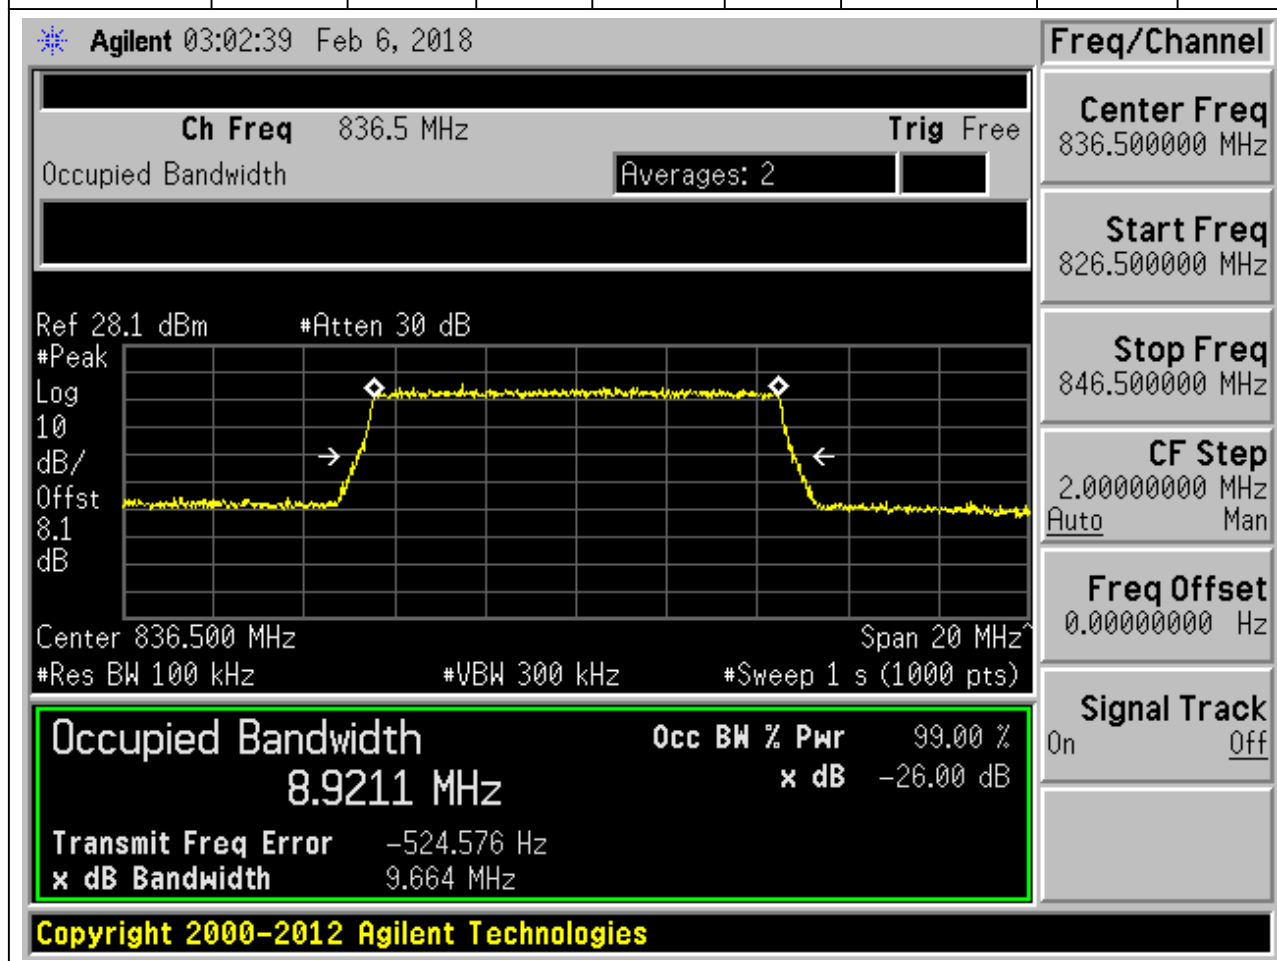 Agilent 03:02:39 Feb 6, 2018
Ch Freq 836.5 MHz Trig Free
Occupied Bandwidth Averages: 2
Ref 28.1 dBm #Atten 30 dB
#Peak
Log
10
dB/
Offst
8.1
dB
Center 836.500 MHz Span 20 MHz^
#Res BW 100 kHz #VBW 300 kHz #Sweep 1 s (1000 pts)
Occupied Bandwidth Occ BW % Pwr 99.00 %
8.9211 MHz x dB -26.00 dB
Transmit Freq Error -524.576 Hz
x dB Bandwidth 9.664 MHz
Copyright 2000-2012 Agilent Technologies
Freq/Channel
Center Freq
836.500000 MHz
Start Freq
826.500000 MHz
Stop Freq
846.500000 MHz
CF Step
2.00000000 MHz
Auto Man
Freq Offset
0.00000000 Hz
Signal Track
On Off